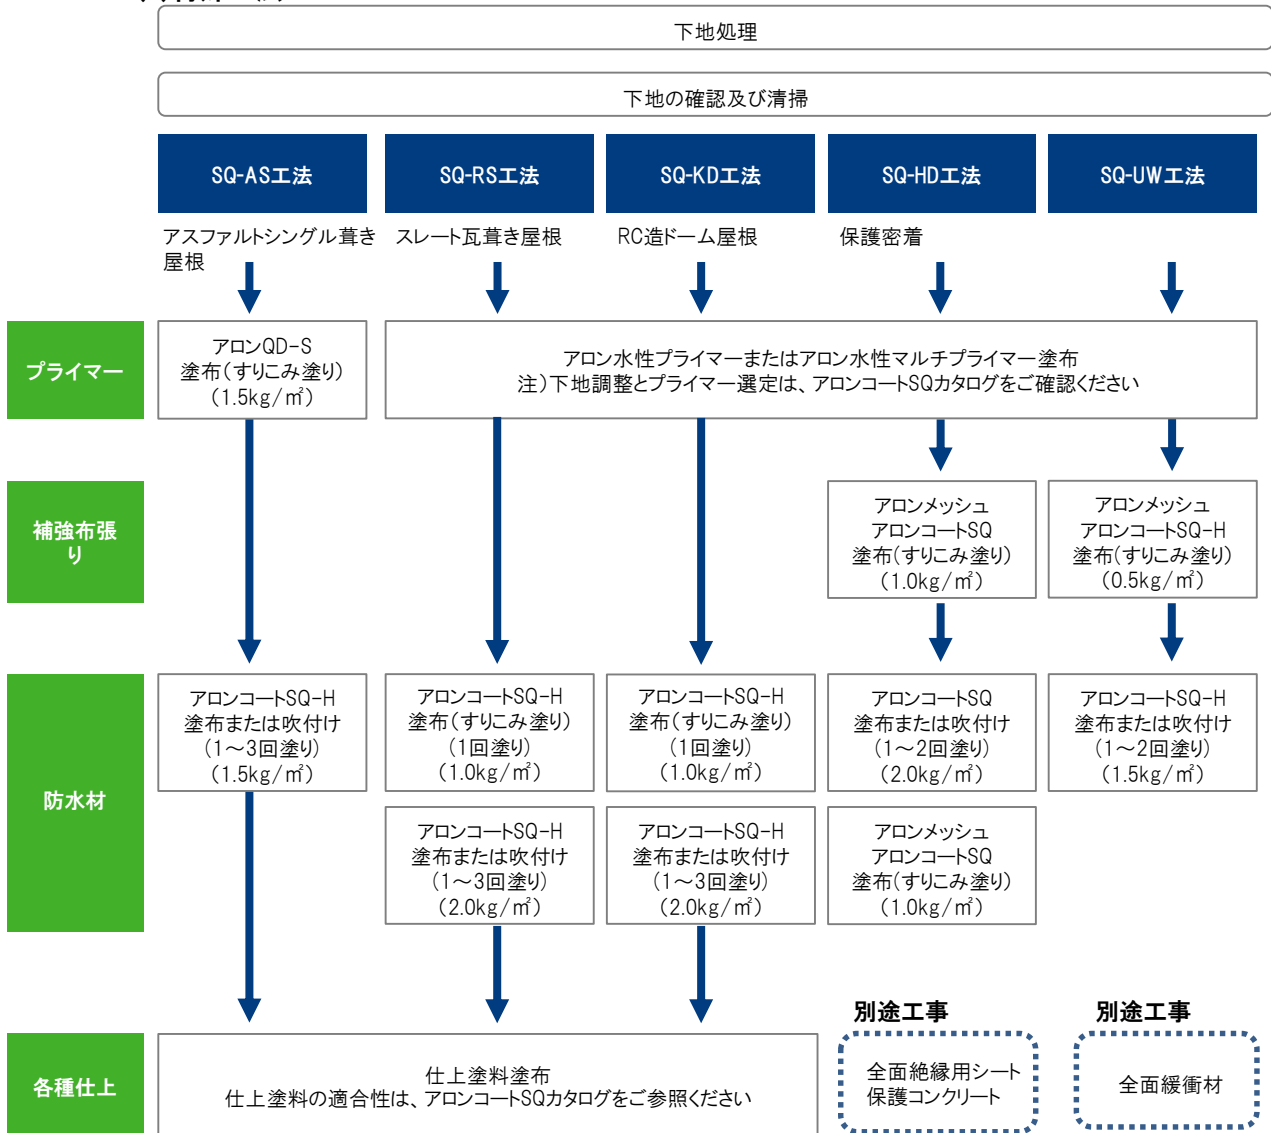 下地処理
下地の確認及び清掃
SQ-AS工法
SQ-RS工法
SQ-KD工法
SQ-HD工法
SQ-UW工法
アスファルトシングル葺き
屋根
スレート瓦葺き屋根
RC造ドーム屋根
保護密着
プライマー
アロンQD-S
塗布(すりこみ塗り)
(1.5kg/㎡)
アロン水性プライマーまたはアロン水性マルチプライマー塗布
注)下地調整とプライマー選定は、アロンコートSQカタログをご確認ください
補強布張
り
アロンメッシュ
アロンコートSQ
塗布(すりこみ塗り)
(1.0kg/㎡)
アロンメッシュ
アロンコートSQ-H
塗布(すりこみ塗り)
(0.5kg/㎡)
防水材
アロンコートSQ-H
塗布または吹付け
(1~3回塗り)
(1.5kg/㎡)
アロンコートSQ-H
塗布(すりこみ塗り)
(1回塗り)
(1.0kg/㎡)
アロンコートSQ-H
塗布(すりこみ塗り)
(1回塗り)
(1.0kg/㎡)
アロンコートSQ
塗布または吹付け
(1~2回塗り)
(2.0kg/㎡)
アロンコートSQ-H
塗布または吹付け
(1~2回塗り)
(1.5kg/㎡)
アロンコートSQ-H
塗布または吹付け
(1~3回塗り)
(2.0kg/㎡)
アロンコートSQ-H
塗布または吹付け
(1~3回塗り)
(2.0kg/㎡)
アロンメッシュ
アロンコートSQ
塗布(すりこみ塗り)
(1.0kg/㎡)
各種仕上
仕上塗料塗布
仕上塗料の適合性は、アロンコートSQカタログをご参照ください
別途工事
全面絶縁用シート
保護コンクリート
別途工事
全面緩衝材